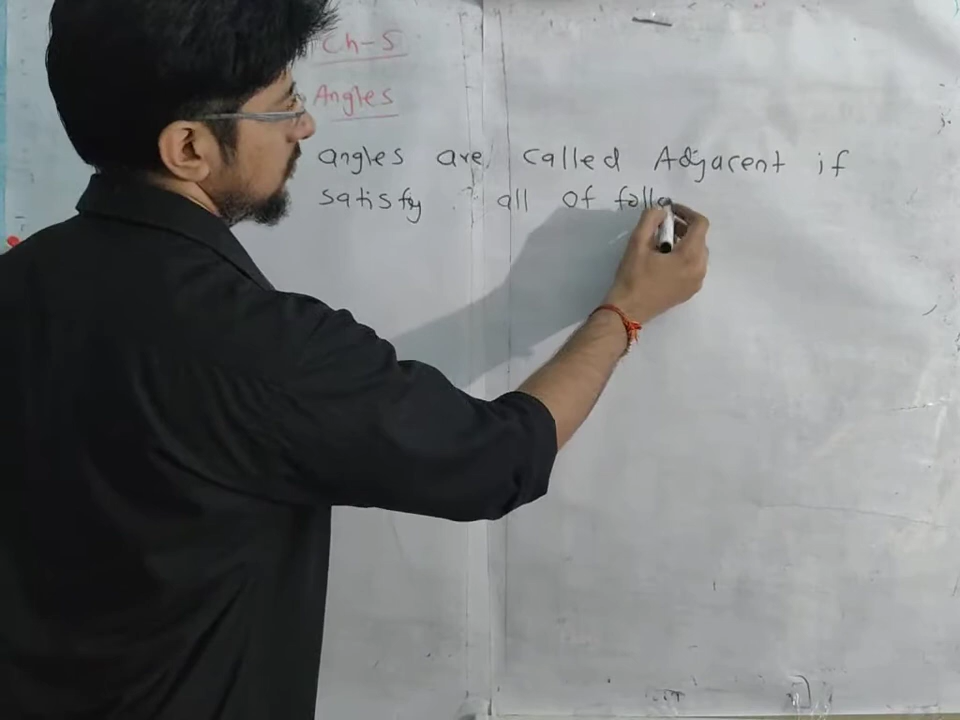 Ch-5
Angles
angles are called Adjacent if
satisfy all of follo